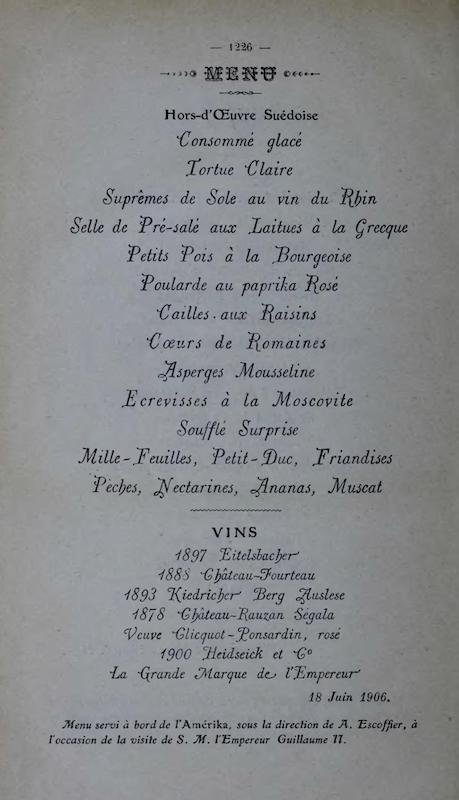 — 1226 —
MENU
Hors-d'Œuvre Suédoise
Consommé glacé
Tortue Claire
Suprêmes de Sole au vin du Rhin
Selle de Pré-salé aux Laitues à la Grecque
Petits Pois à la Bourgeoise
Poularde au paprika Rosé
Cailles aux Raisins
Cœurs de Romaines
Asperges Mousseline
Ecrevisses à la Moscovite
Soufflé Surprise
Mille-Feuilles, Petit-Duc, Friandises
Pèches, Nectarines, Ananas, Muscat
VINS
1897 Eitelsbacher
1888 Château-Fourteau
1893 Kiedricher Berg Auslese
1878 Château-Rauzan Ségala
Veuve Clicquot-Ponsardin, rosé
1900 Heidseick et Cº
La Grande Marque de l'Empereur
18 Juin 1906.
Menu servi à bord de l'Amérika, sous la direction de A. Escoffier, à
l'occasion de la visite de S. M. l'Empereur Guillaume II.